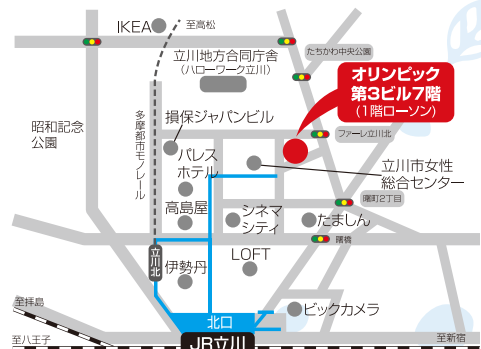 IKEA
至高松
立川地方合同庁舎
（ハローワーク立川）
たちかわ中央公園
オリンピック
第3ビル7階
（1階ローソン）
昭和記念
公園
多摩都市モノレール
損保ジャパンビル
ファーレ立川北
パレス
ホテル
立川市女性
総合センター
曙町2丁目
高島屋
シネマ
シティ
たましん
曙橋
立川北
伊勢丹
LOFT
至拝島
北口
ビックカメラ
至八王子
JR立川
至新宿